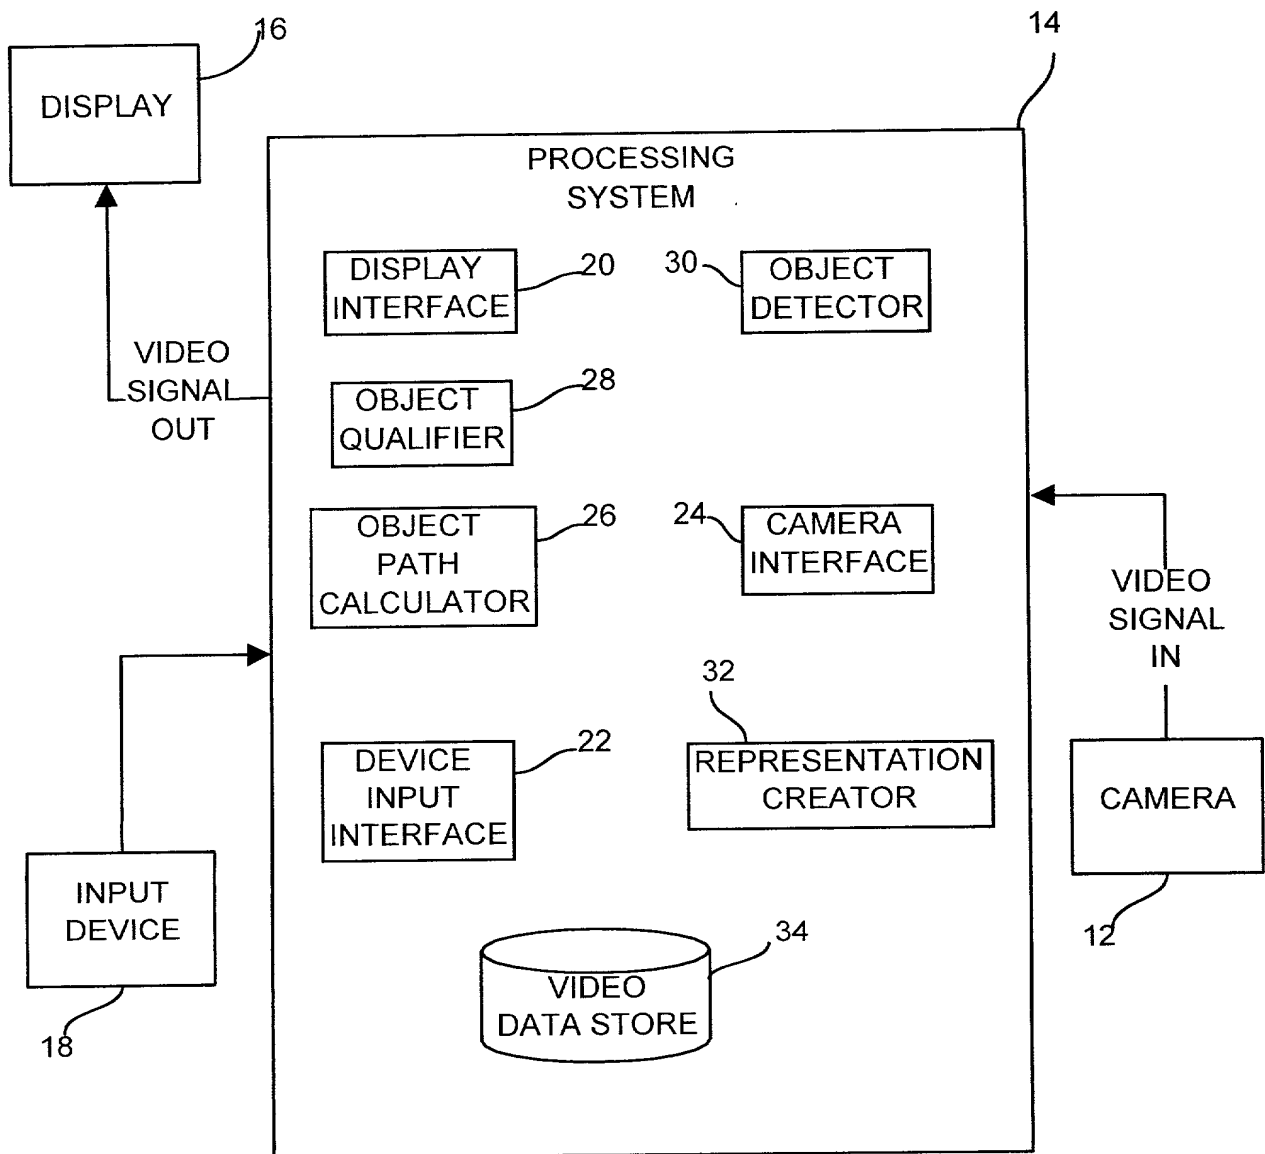 16
14
DISPLAY
PROCESSING
SYSTEM
DISPLAY
INTERFACE
20
30
OBJECT
DETECTOR
VIDEO
SIGNAL
OUT
OBJECT
QUALIFIER
28
OBJECT
PATH
CALCULATOR
26
24
CAMERA
INTERFACE
VIDEO
SIGNAL
IN
32
DEVICE
INPUT
INTERFACE
22
REPRESENTATION
CREATOR
CAMERA
12
INPUT
DEVICE
18
34
VIDEO
DATA STORE